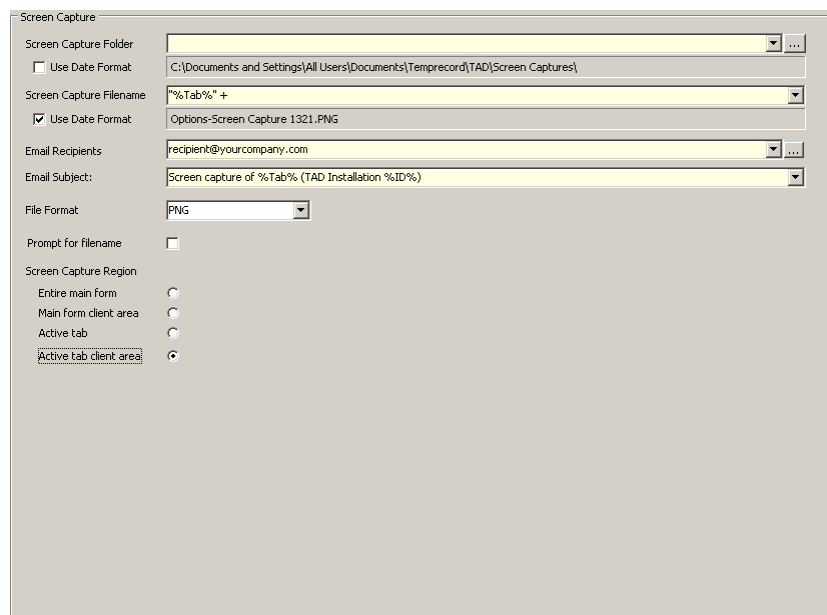 Screen Capture
Screen Capture Folder
...
Use Date Format
C:\Documents and Settings\All Users\Documents\Temprecord\TAD\Screen Captures\
Screen Capture Filename
"%Tab%" +
Use Date Format
Options-Screen Capture 1321.PNG
Email Recipients
recipient@yourcompany.com
...
Email Subject:
Screen capture of %Tab% (TAD Installation %ID%)
File Format
PNG
Prompt for filename
Screen Capture Region
Entire main form
Main form client area
Active tab
Active tab client area